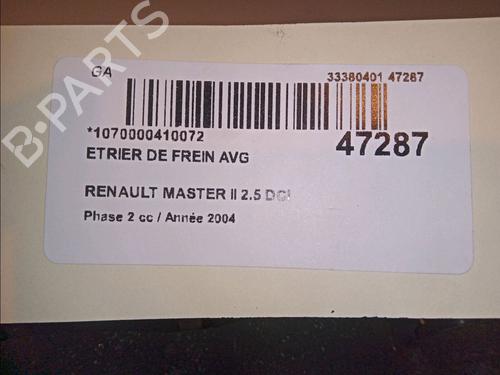 GA
33380401 47287
*1070000410072
47287
ETRIER DE FREIN AVG
RENAULT MASTER II 2.5 DCI
Phase 2 cc / Année 2004
B-PARTS